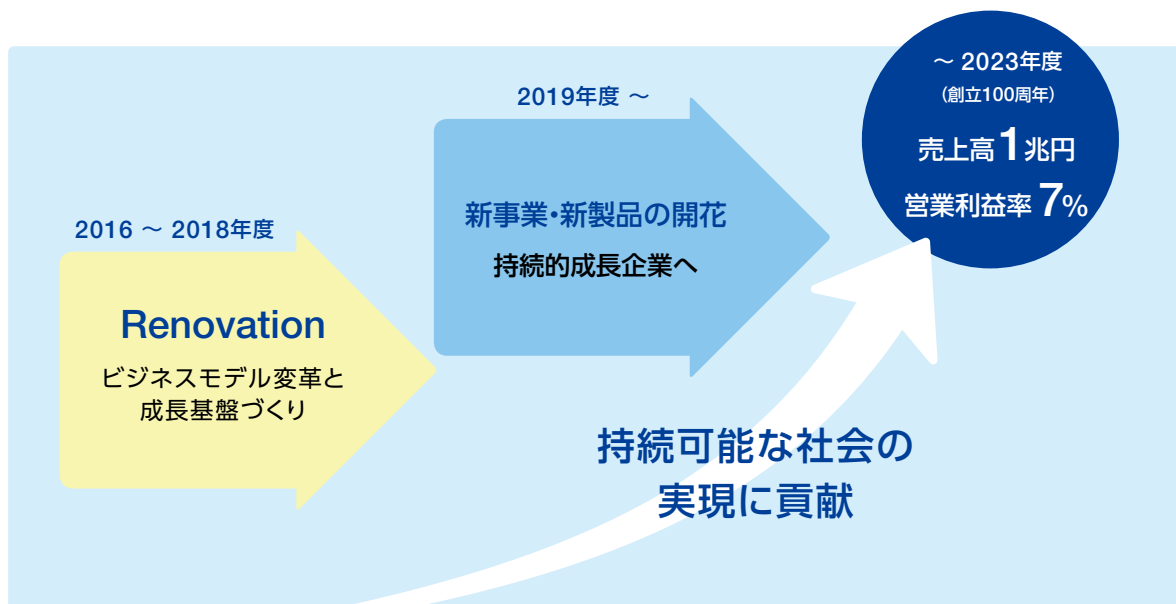 2016 ～ 2018年度
Renovation
ビジネスモデル変革と
成長基盤づくり
2019年度 ～
新事業・新製品の開花
持続的成長企業へ
～ 2023年度
(創立100周年)
売上高1兆円
営業利益率 7%
持続可能な社会の
実現に貢献